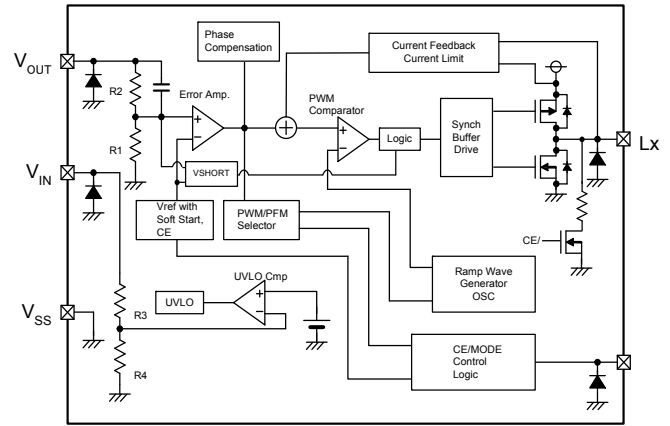 Phase
Compensation
Current Feedback
Current Limit
VOUT
R2
Error Amp.
PWM
Comparator
Logic
Synch
Buffer
Drive
Lx
R1
VSHORT
VIN
Vref with
Soft Start,
CE
PWM/PFM
Selector
CE/
UVLO Cmp
Ramp Wave
Generator
OSC
UVLO
VSS
R3
R4
CE/MODE
Control
Logic